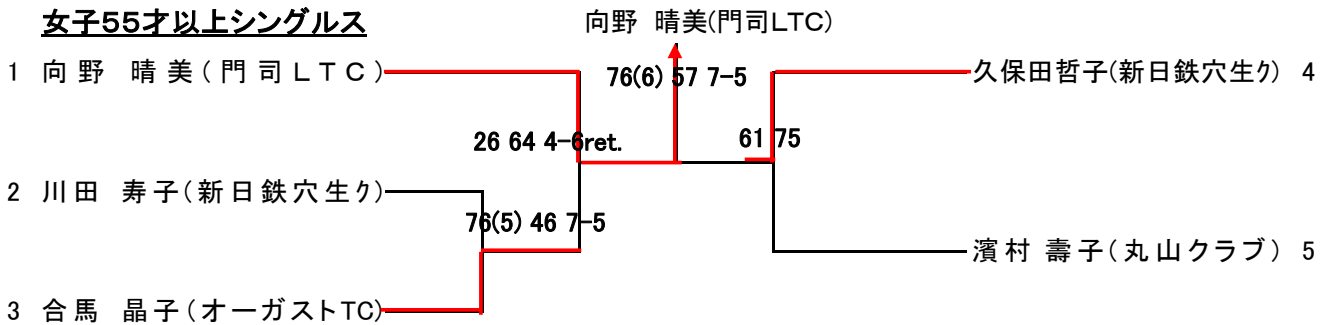 女子55才以上シングルス
向野 晴美(門司LTC)
1 向野 晴美(門司LTC)
76(6) 57 7-5
久保田哲子(新日鉄穴生ｸ) 4
26 64 4-6ret.
61 75
2 川田 寿子(新日鉄穴生ｸ)
76(5) 46 7-5
濱村 壽子(丸山クラブ) 5
3 合馬 晶子(オーガストTC)